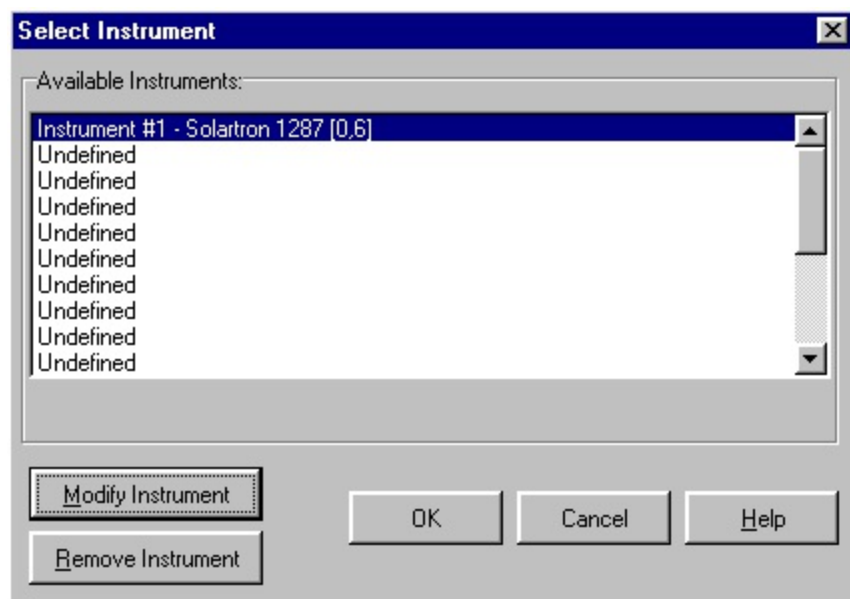 Select Instrument
Available Instruments:
Instrument #1 - Solartron 1287 [0,6]
Undefined
Undefined
Undefined
Undefined
Undefined
Undefined
Undefined
Undefined
Undefined
Modify Instrument
OK
Cancel
Help
Remove Instrument